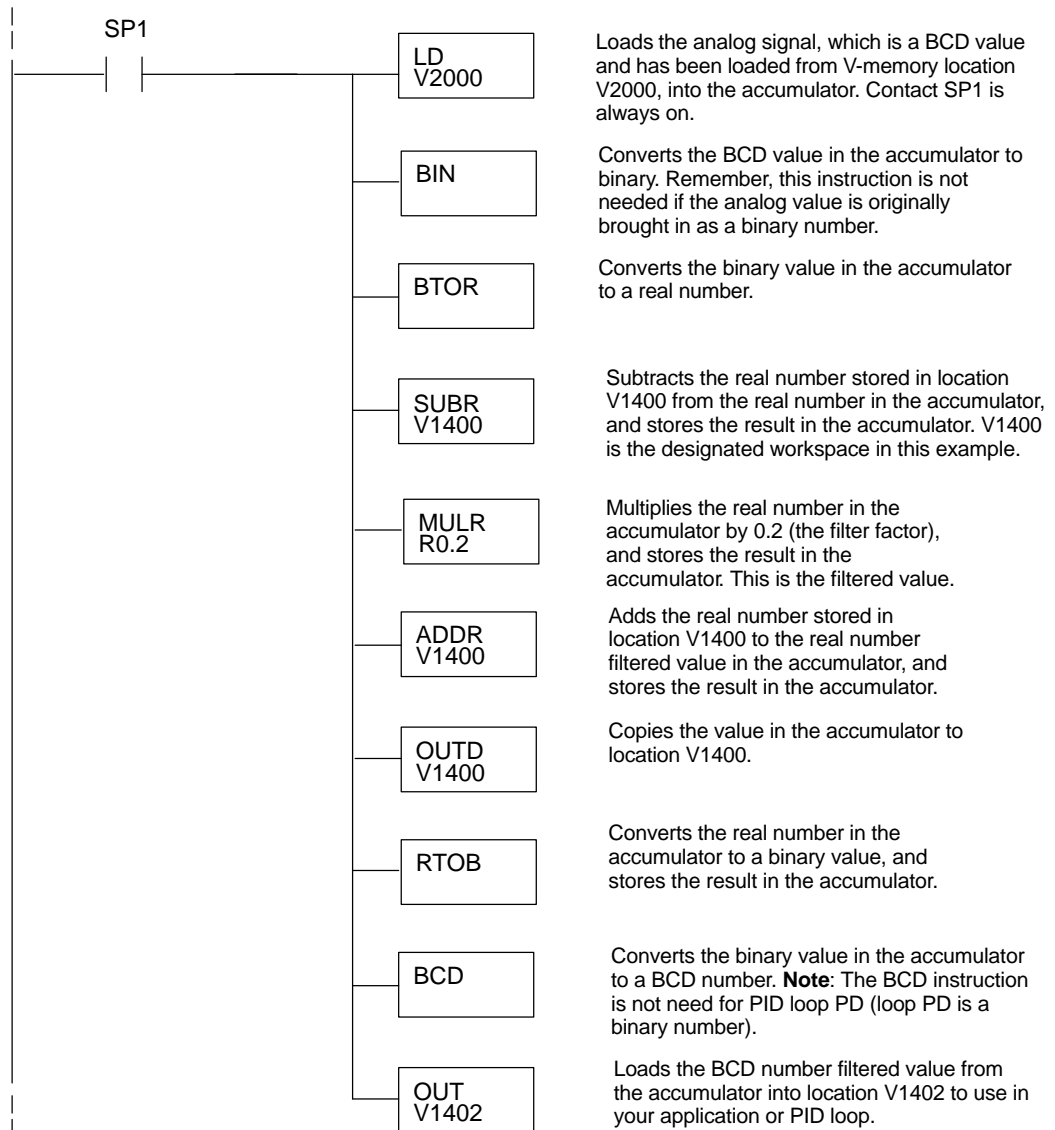 SP1
LD
V2000
Loads the analog signal, which is a BCD value
and has been loaded from V-memory location
V2000, into the accumulator. Contact SP1 is
always on.
BIN
Converts the BCD value in the accumulator to
binary. Remember, this instruction is not
needed if the analog value is originally
brought in as a binary number.
BTOR
Converts the binary value in the accumulator
to a real number.
SUBR
V1400
Subtracts the real number stored in location
V1400 from the real number in the accumulator,
and stores the result in the accumulator. V1400
is the designated workspace in this example.
MULR
R0.2
Multiplies the real number in the
accumulator by 0.2 (the filter factor),
and stores the result in the
accumulator. This is the filtered value.
ADDR
V1400
Adds the real number stored in
location V1400 to the real number
filtered value in the accumulator, and
stores the result in the accumulator.
OUTD
V1400
Copies the value in the accumulator to
location V1400.
RTOB
Converts the real number in the
accumulator to a binary value, and
stores the result in the accumulator.
BCD
Converts the binary value in the accumulator
to a BCD number. Note: The BCD instruction
is not need for PID loop PD (loop PD is a
binary number).
OUT
V1402
Loads the BCD number filtered value from
the accumulator into location V1402 to use in
your application or PID loop.